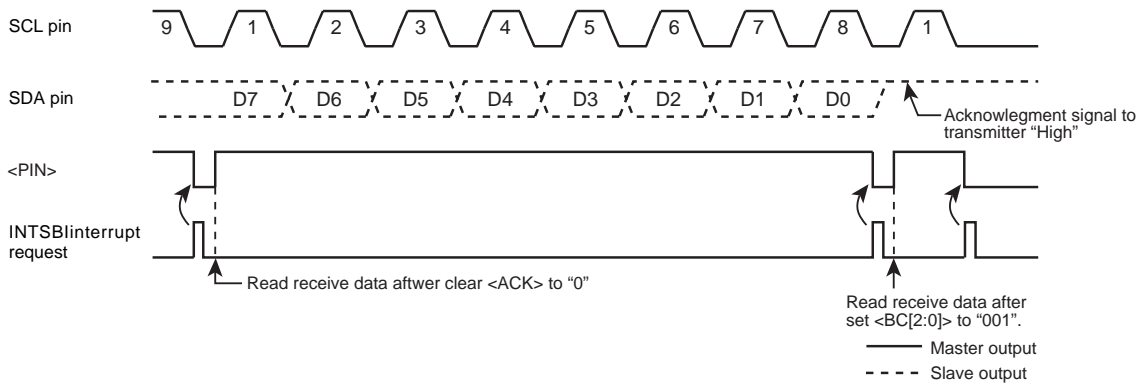 SCL pin 9 1 2 3 4 5 6 7 8 1
SDA pin D7 D6 D5 D4 D3 D2 D1 D0
Acknowlegment signal to
transmitter “High”
<PIN>
INTSBIinterrupt
request
Read receive data aftwer clear <ACK> to “0”
Read receive data after
set <BC[2:0]> to “001”.
Master output
Slave output